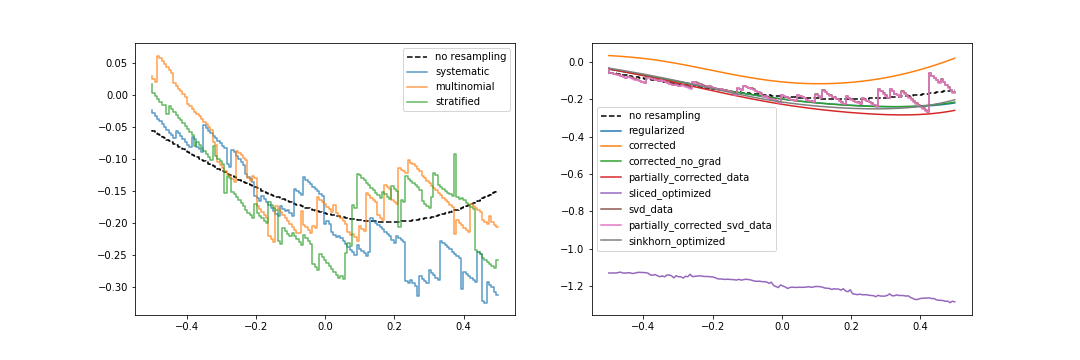 0.05
0.00
−0.05
−0.10
−0.15
−0.20
−0.25
−0.30
−0.4
−0.2
0.0
0.2
0.4
no resampling
systematic
multinomial
stratified
0.0
−0.2
−0.4
−0.6
−0.8
−1.0
−1.2
−0.4
−0.2
0.0
0.2
0.4
no resampling
regularized
corrected
corrected_no_grad
partially_corrected_data
sliced_optimized
svd_data
partially_corrected_svd_data
sinkhorn_optimized